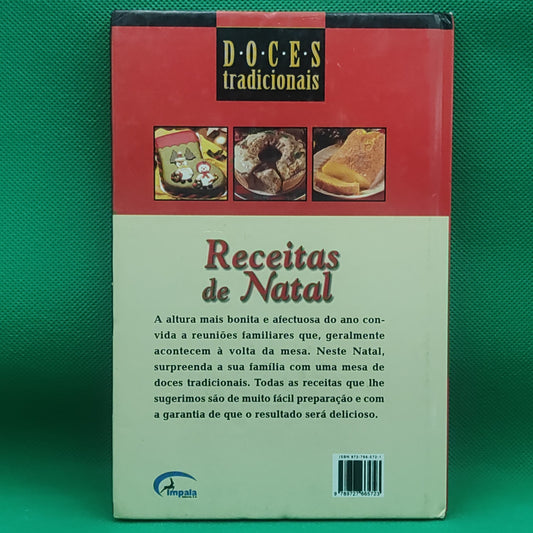 D·O·C·E·S
tradicionais
Receitas
de Natal
A altura mais bonita e afectuosa do ano con-
vida a reuniões familiares que, geralmente
acontecem à volta da mesa. Neste Natal,
surpreenda a sua família com uma mesa de
doces tradicionais. Todas as receitas que lhe
sugerimos são de muito fácil preparação e com
a garantia de que o resultado será delicioso.
Impala